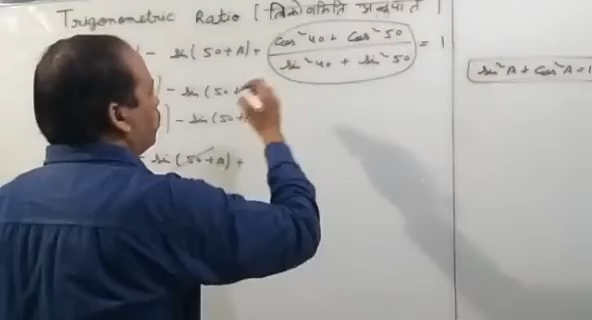 Trigonometric Ratio [त्रिकोणमिति अनुपात]
) - sin(50+A) + cos²40 + cos²50 / sin²40 + sin²50 = 1
) - sin(50+
) - sin(50+
sin(50+A) +
sin²A + cos²A = 1